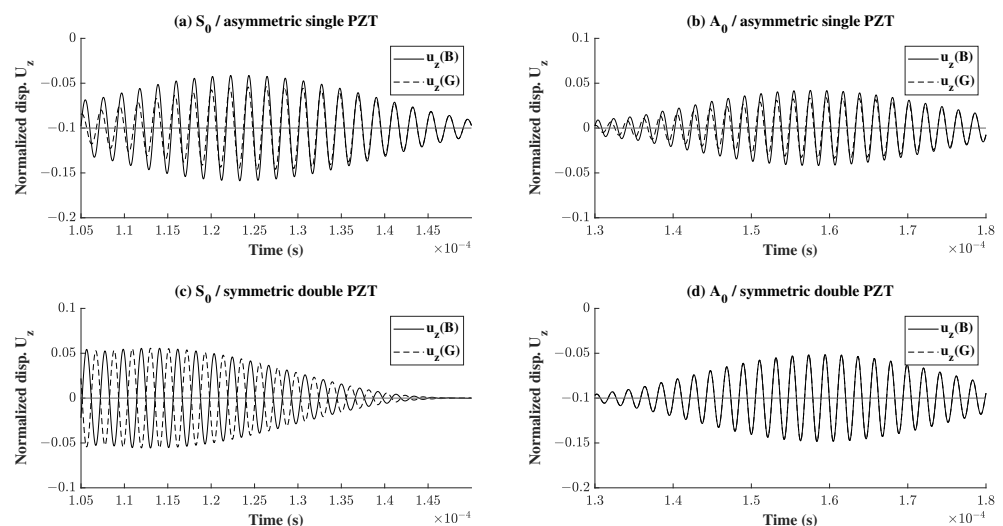 (a) S0 / asymmetric single PZT
0
−0.05
−0.1
−0.15
−0.2
Normalized disp. Uz
uz(B)
uz(G)
1.05 1.1 1.15 1.2 1.25 1.3 1.35 1.4 1.45
Time (s)
×10−4
(b) A0 / asymmetric single PZT
0.1
0.05
0
−0.05
−0.1
Normalized disp. Uz
uz(B)
uz(G)
1.3 1.4 1.5 1.6 1.7 1.8
Time (s)
×10−4
(c) S0 / symmetric double PZT
0.1
0.05
0
−0.05
−0.1
Normalized disp. Uz
uz(B)
uz(G)
1.05 1.1 1.15 1.2 1.25 1.3 1.35 1.4 1.45
Time (s)
×10−4
(d) A0 / symmetric double PZT
0
−0.05
−0.1
−0.15
−0.2
Normalized disp. Uz
uz(B)
uz(G)
1.3 1.4 1.5 1.6 1.7 1.8
Time (s)
×10−4